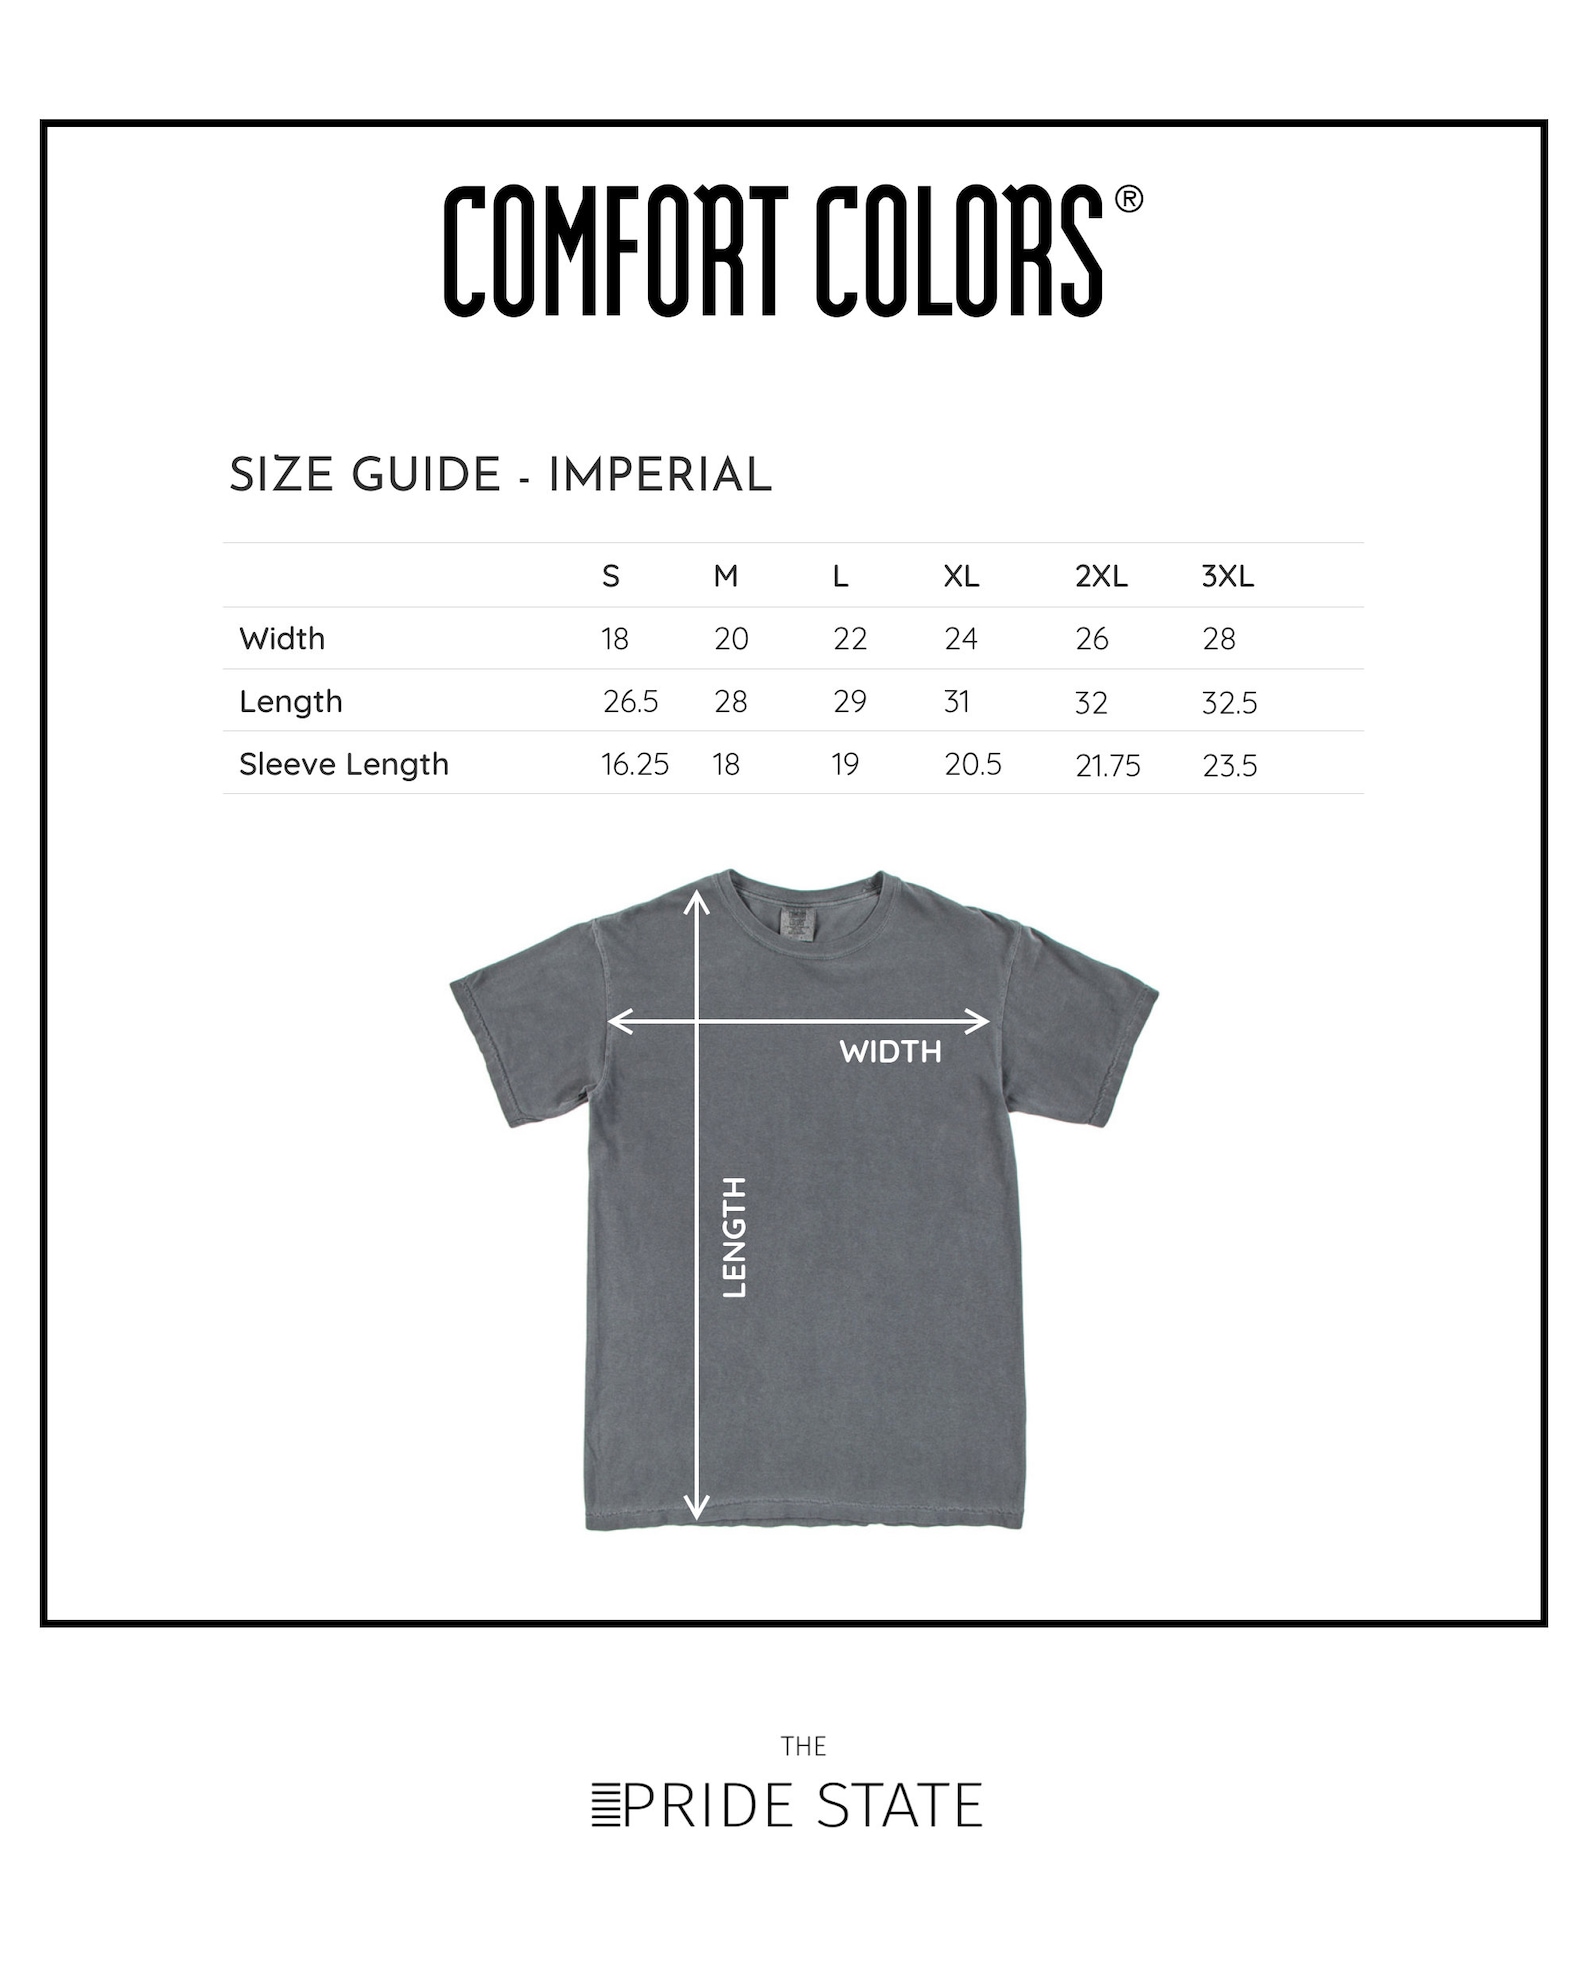 COMFORT COLORS®
SIZE GUIDE - IMPERIAL
S M L XL 2XL 3XL
Width 18 20 22 24 26 28
Length 26.5 28 29 31 32 32.5
Sleeve Length 16.25 18 19 20.5 21.75 23.5
WIDTH
LENGTH
THE
PRIDE STATE